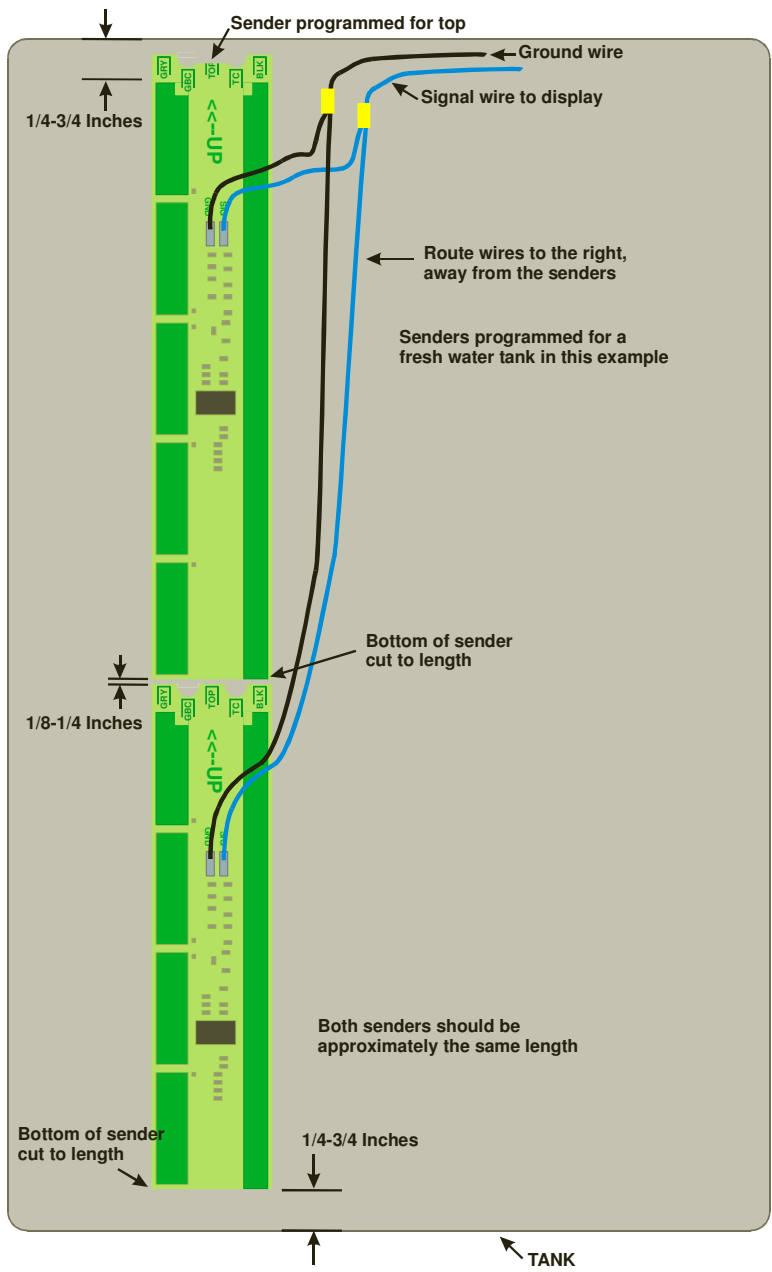 Sender programmed for top
Ground wire
Signal wire to display
1/4-3/4 Inches
GRY
GBC
TOP
TC
BLK
<<--UP
GND
SIG
Route wires to the right,
away from the senders
Senders programmed for a
fresh water tank in this example
Bottom of sender
cut to length
1/8-1/4 Inches
GRY
GBC
TOP
TC
BLK
<<--UP
GND
SIG
Both senders should be
approximately the same length
Bottom of sender
cut to length
1/4-3/4 Inches
TANK